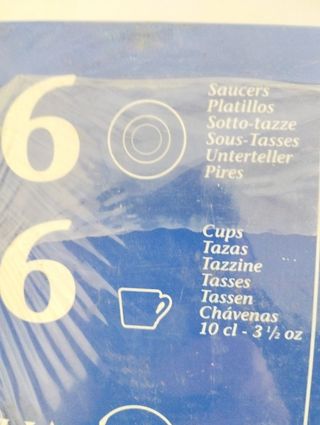 6
Saucers
Platillos
Sotto-tazze
Sous-Tasses
Unterteller
Pires
6
Cups
Tazas
Tazzine
Tasses
Tassen
Chávenas
10 cl - 3 ½ oz